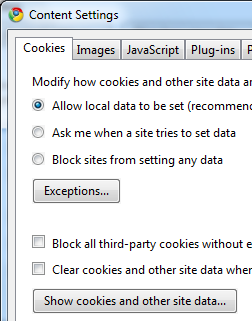 Content Settings
Cookies Images JavaScript Plug-ins P
Modify how cookies and other site data ar
Allow local data to be set (recommend
Ask me when a site tries to set data
Block sites from setting any data
Exceptions...
Block all third-party cookies without e
Clear cookies and other site data when
Show cookies and other site data...